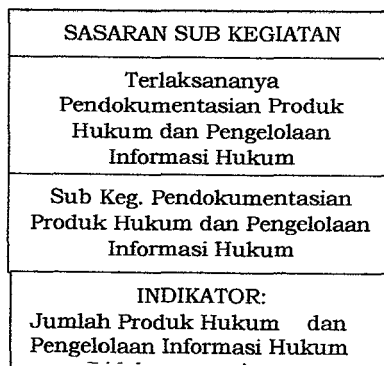 SASARAN SUB KEGIATAN
Terlaksananya
Pendokumentasian Produk
Hukum dan Pengelolaan
Informasi Hukum
Sub Keg. Pendokumentasian
Produk Hukum dan Pengelolaan
Informasi Hukum
INDIKATOR:
Jumlah Produk Hukum dan
Pengelolaan Informasi Hukum